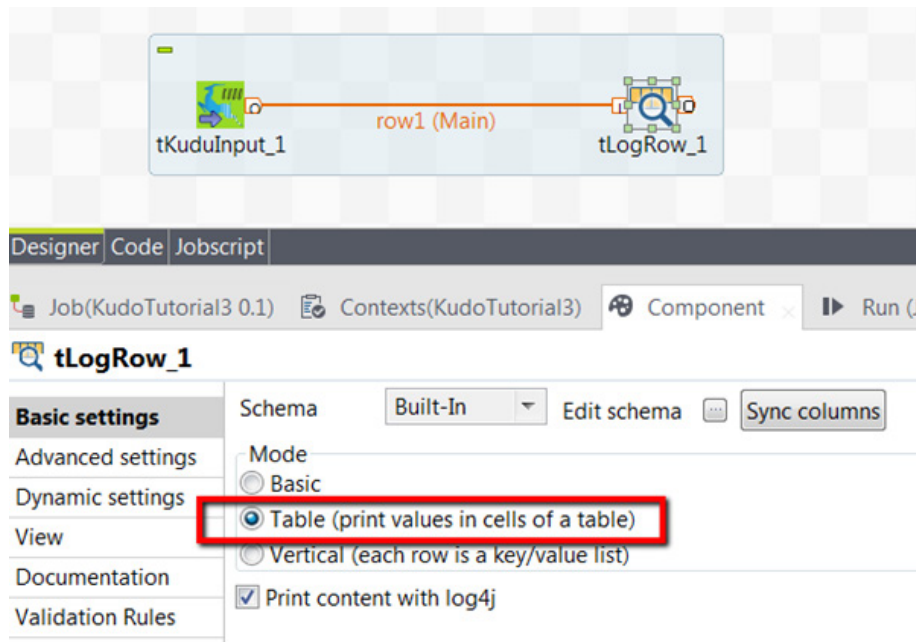 row1 (Main)
tKuduInput_1
tLogRow_1
Designer Code Jobscript
Job(KudoTutorial3 0.1) Contexts(KudoTutorial3) Component Run (
tLogRow_1
Basic settings
Schema Built-In Edit schema ... Sync columns
Advanced settings
Mode
Basic
Dynamic settings
Table (print values in cells of a table)
View
Vertical (each row is a key/value list)
Documentation
Print content with log4j
Validation Rules